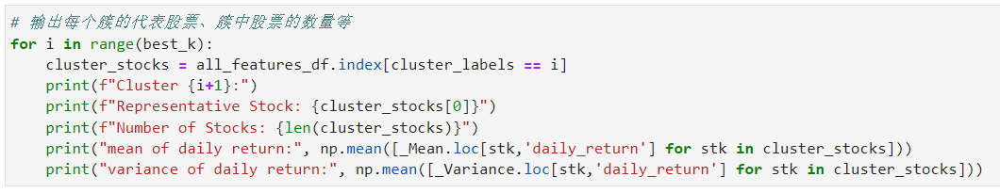 # 输出每个簇的代表股票、簇中股票的数量等
for i in range(best_k):
    cluster_stocks = all_features_df.index[cluster_labels == i]
    print(f"Cluster {i+1}:")
    print(f"Representative Stock: {cluster_stocks[0]}")
    print(f"Number of Stocks: {len(cluster_stocks)}")
    print("mean of daily return:", np.mean([_Mean.loc[stk,'daily_return'] for stk in cluster_stocks]))
    print("variance of daily return:", np.mean([_Variance.loc[stk,'daily_return'] for stk in cluster_stocks]))